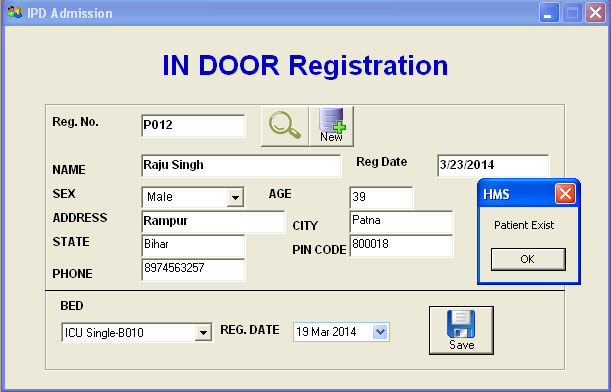 IPD Admission
IN DOOR Registration
Reg. No. P012 New
NAME Raju Singh Reg Date 3/23/2014
SEX Male AGE 39 HMS
ADDRESS Rampur CITY Patna Patient Exist
STATE Bihar PIN CODE 800018 OK
PHONE 8974563257
BED
ICU Single-B010 REG. DATE 19 Mar 2014 Save